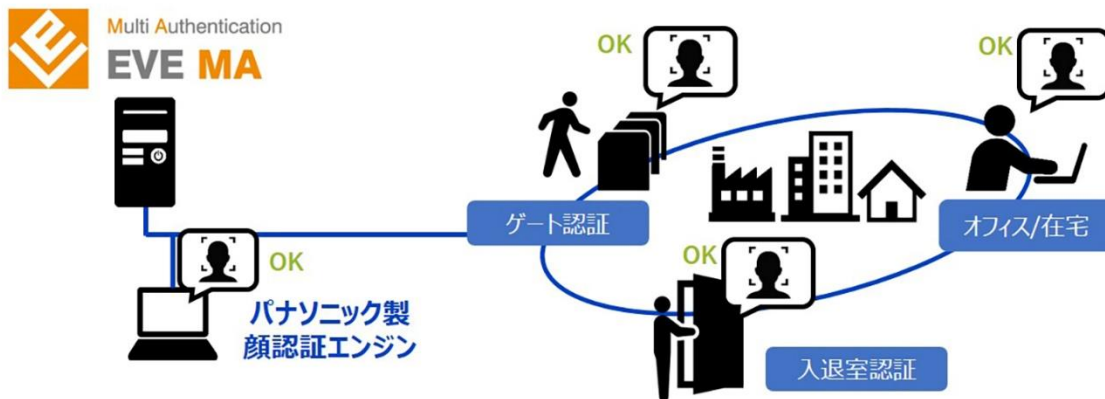 Multi Authentication
EVE MA
OK
OK
ゲート認証
オフィス/在宅
OK
OK
パナソニック製
顔認証エンジン
入退室認証